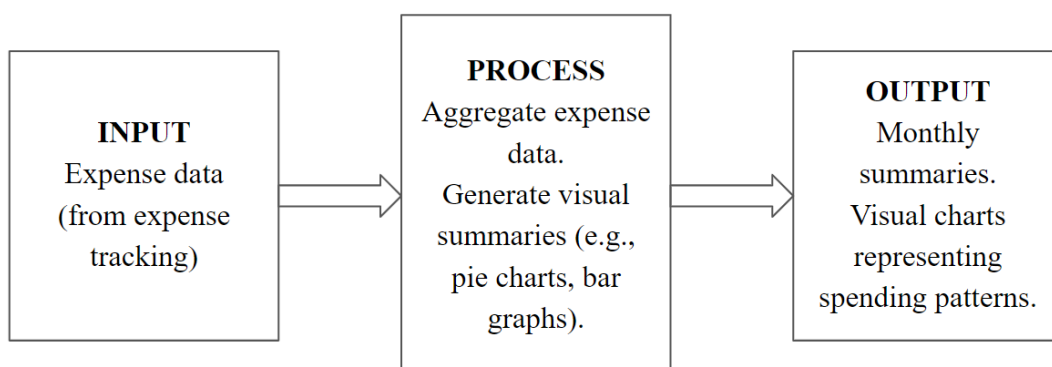 INPUT
Expense data
(from expense
tracking)
PROCESS
Aggregate expense
data.
Generate visual
summaries (e.g.,
pie charts, bar
graphs).
OUTPUT
Monthly
summaries.
Visual charts
representing
spending patterns.